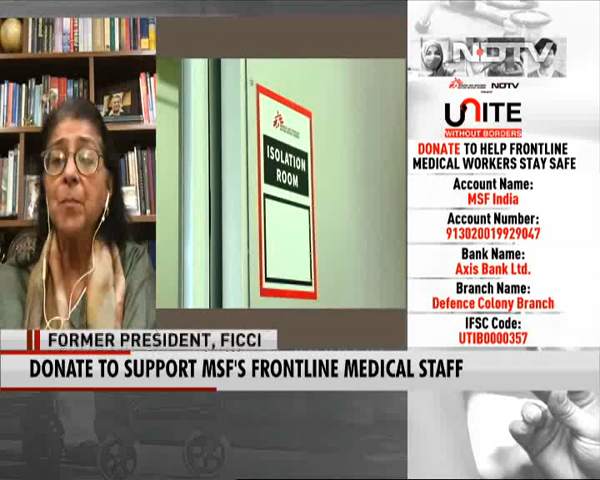 NDTV
NDTV
UNITE
WITHOUT BORDERS
DONATE TO HELP FRONTLINE
MEDICAL WORKERS STAY SAFE
Account Name:
MSF India
Account Number:
913020019929047
Bank Name:
Axis Bank Ltd.
Branch Name:
Defence Colony Branch
IFSC Code:
UTIB0000357
ISOLATION
ROOM
FORMER PRESIDENT, FICCI
DONATE TO SUPPORT MSF'S FRONTLINE MEDICAL STAFF